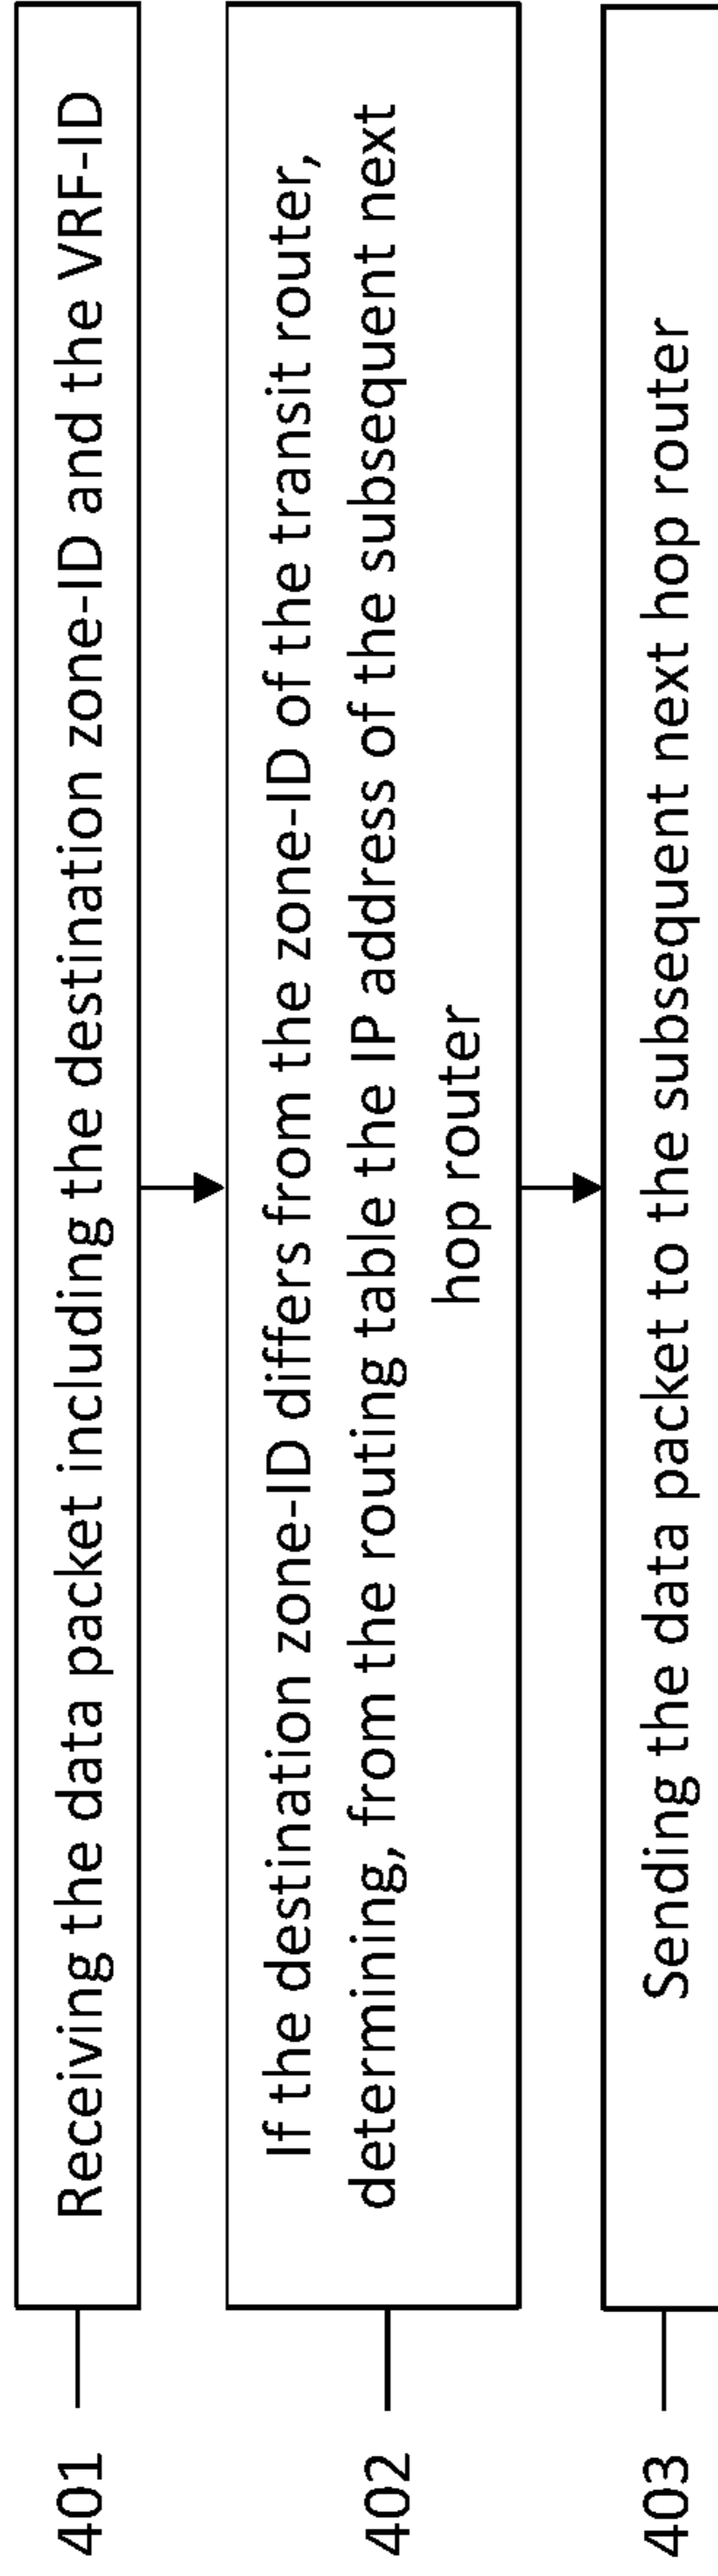 401
Receiving the data packet including the destination zone-ID and the VRF-ID
402
If the destination zone-ID differs from the zone-ID of the transit router,
determining, from the routing table the IP address of the subsequent next
hop router
403
Sending the data packet to the subsequent next hop router